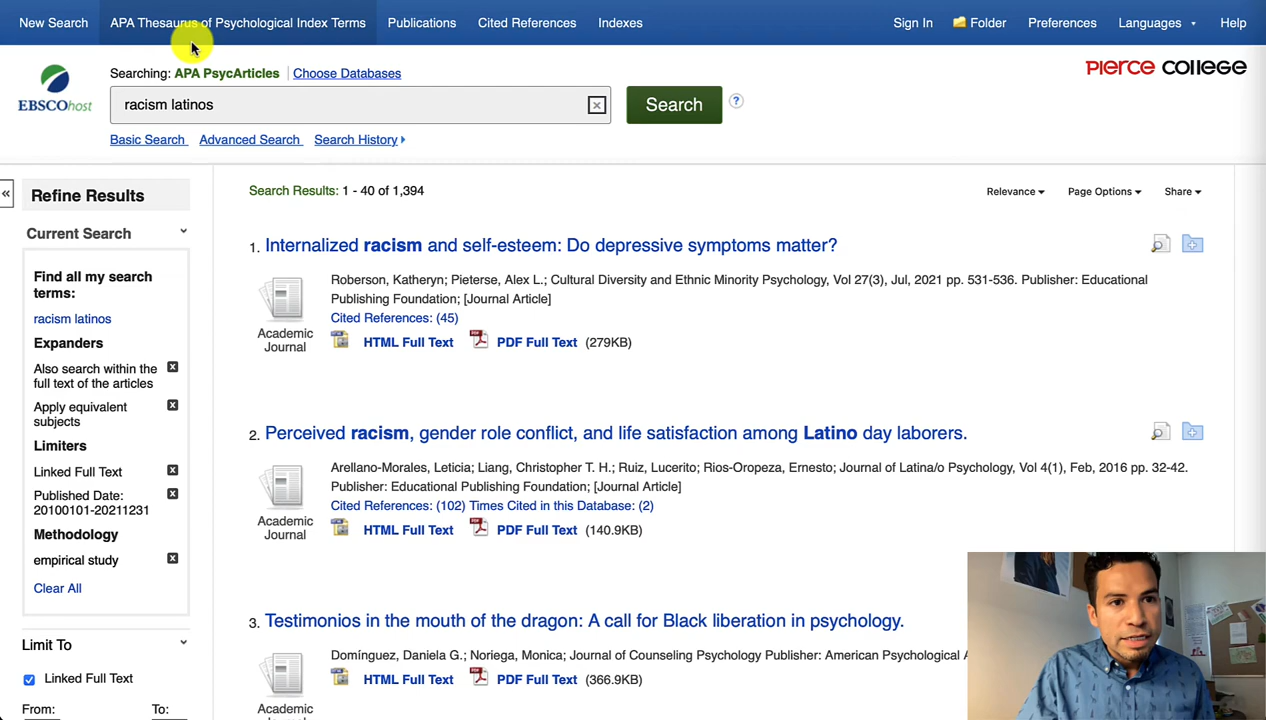 New Search APA Thesaurus of Psychological Index Terms Publications Cited References Indexes Sign In Folder Preferences Languages Help
Searching: APA PsycArticles Choose Databases
PIERCE COLLEGE
EBSCOhost
racism latinos
Search
?
Basic Search Advanced Search Search History
«
Refine Results
Current Search
Find all my search
terms:
racism latinos
Expanders
Also search within the
full text of the articles
Apply equivalent
subjects
Limiters
Linked Full Text
Published Date:
20100101-20211231
Methodology
empirical study
Clear All
Limit To
Linked Full Text
From: To:
Search Results: 1 - 40 of 1,394
Relevance Page Options Share
1. Internalized racism and self-esteem: Do depressive symptoms matter?
Academic
Journal
Roberson, Katheryn; Pieterse, Alex L.; Cultural Diversity and Ethnic Minority Psychology, Vol 27(3), Jul, 2021 pp. 531-536. Publisher: Educational
Publishing Foundation; [Journal Article]
Cited References: (45)
HTML Full Text PDF Full Text (279KB)
2. Perceived racism, gender role conflict, and life satisfaction among Latino day laborers.
Academic
Journal
Arellano-Morales, Leticia; Liang, Christopher T. H.; Ruiz, Lucerito; Rios-Oropeza, Ernesto; Journal of Latina/o Psychology, Vol 4(1), Feb, 2016 pp. 32-42.
Publisher: Educational Publishing Foundation; [Journal Article]
Cited References: (102) Times Cited in this Database: (2)
HTML Full Text PDF Full Text (140.9KB)
3. Testimonios in the mouth of the dragon: A call for Black liberation in psychology.
Academic
Journal
Domínguez, Daniela G.; Noriega, Monica; Journal of Counseling Psychology Publisher: American Psychological
HTML Full Text PDF Full Text (366.9KB)